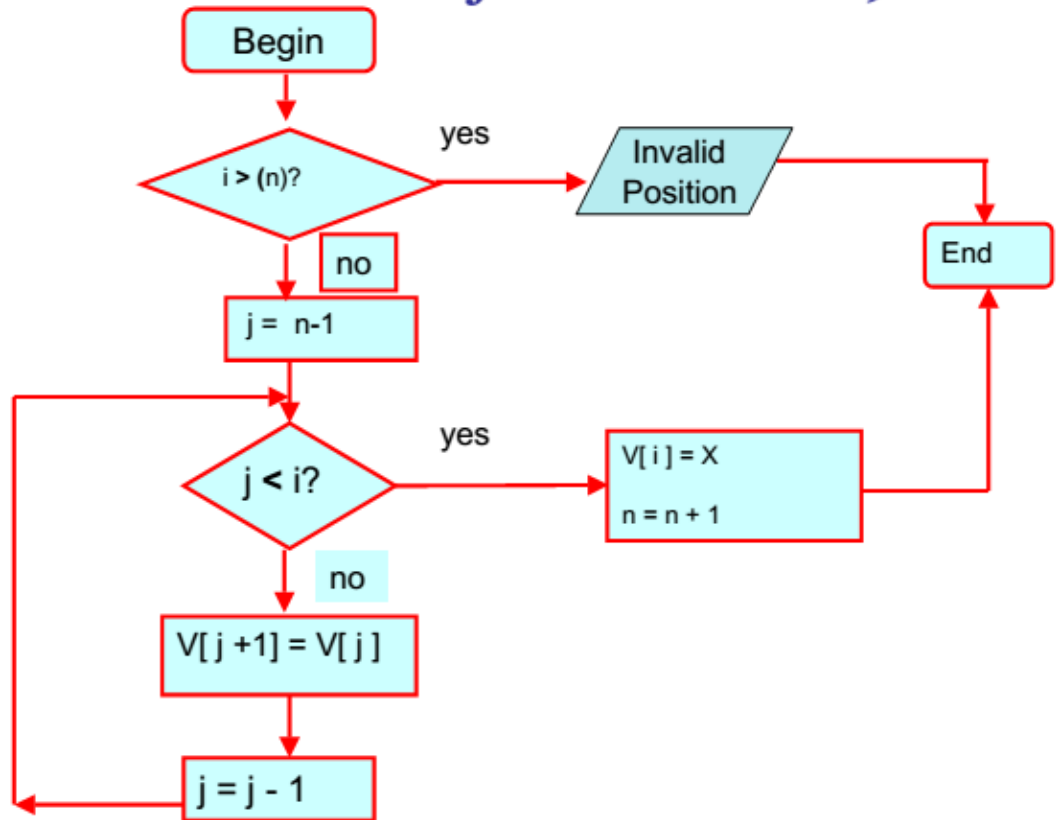 Begin
i > (n)?
yes
Invalid
Position
End
no
j = n-1
j < i?
yes
V[ i ] = X
n = n + 1
no
V[ j +1] = V[ j ]
j = j - 1